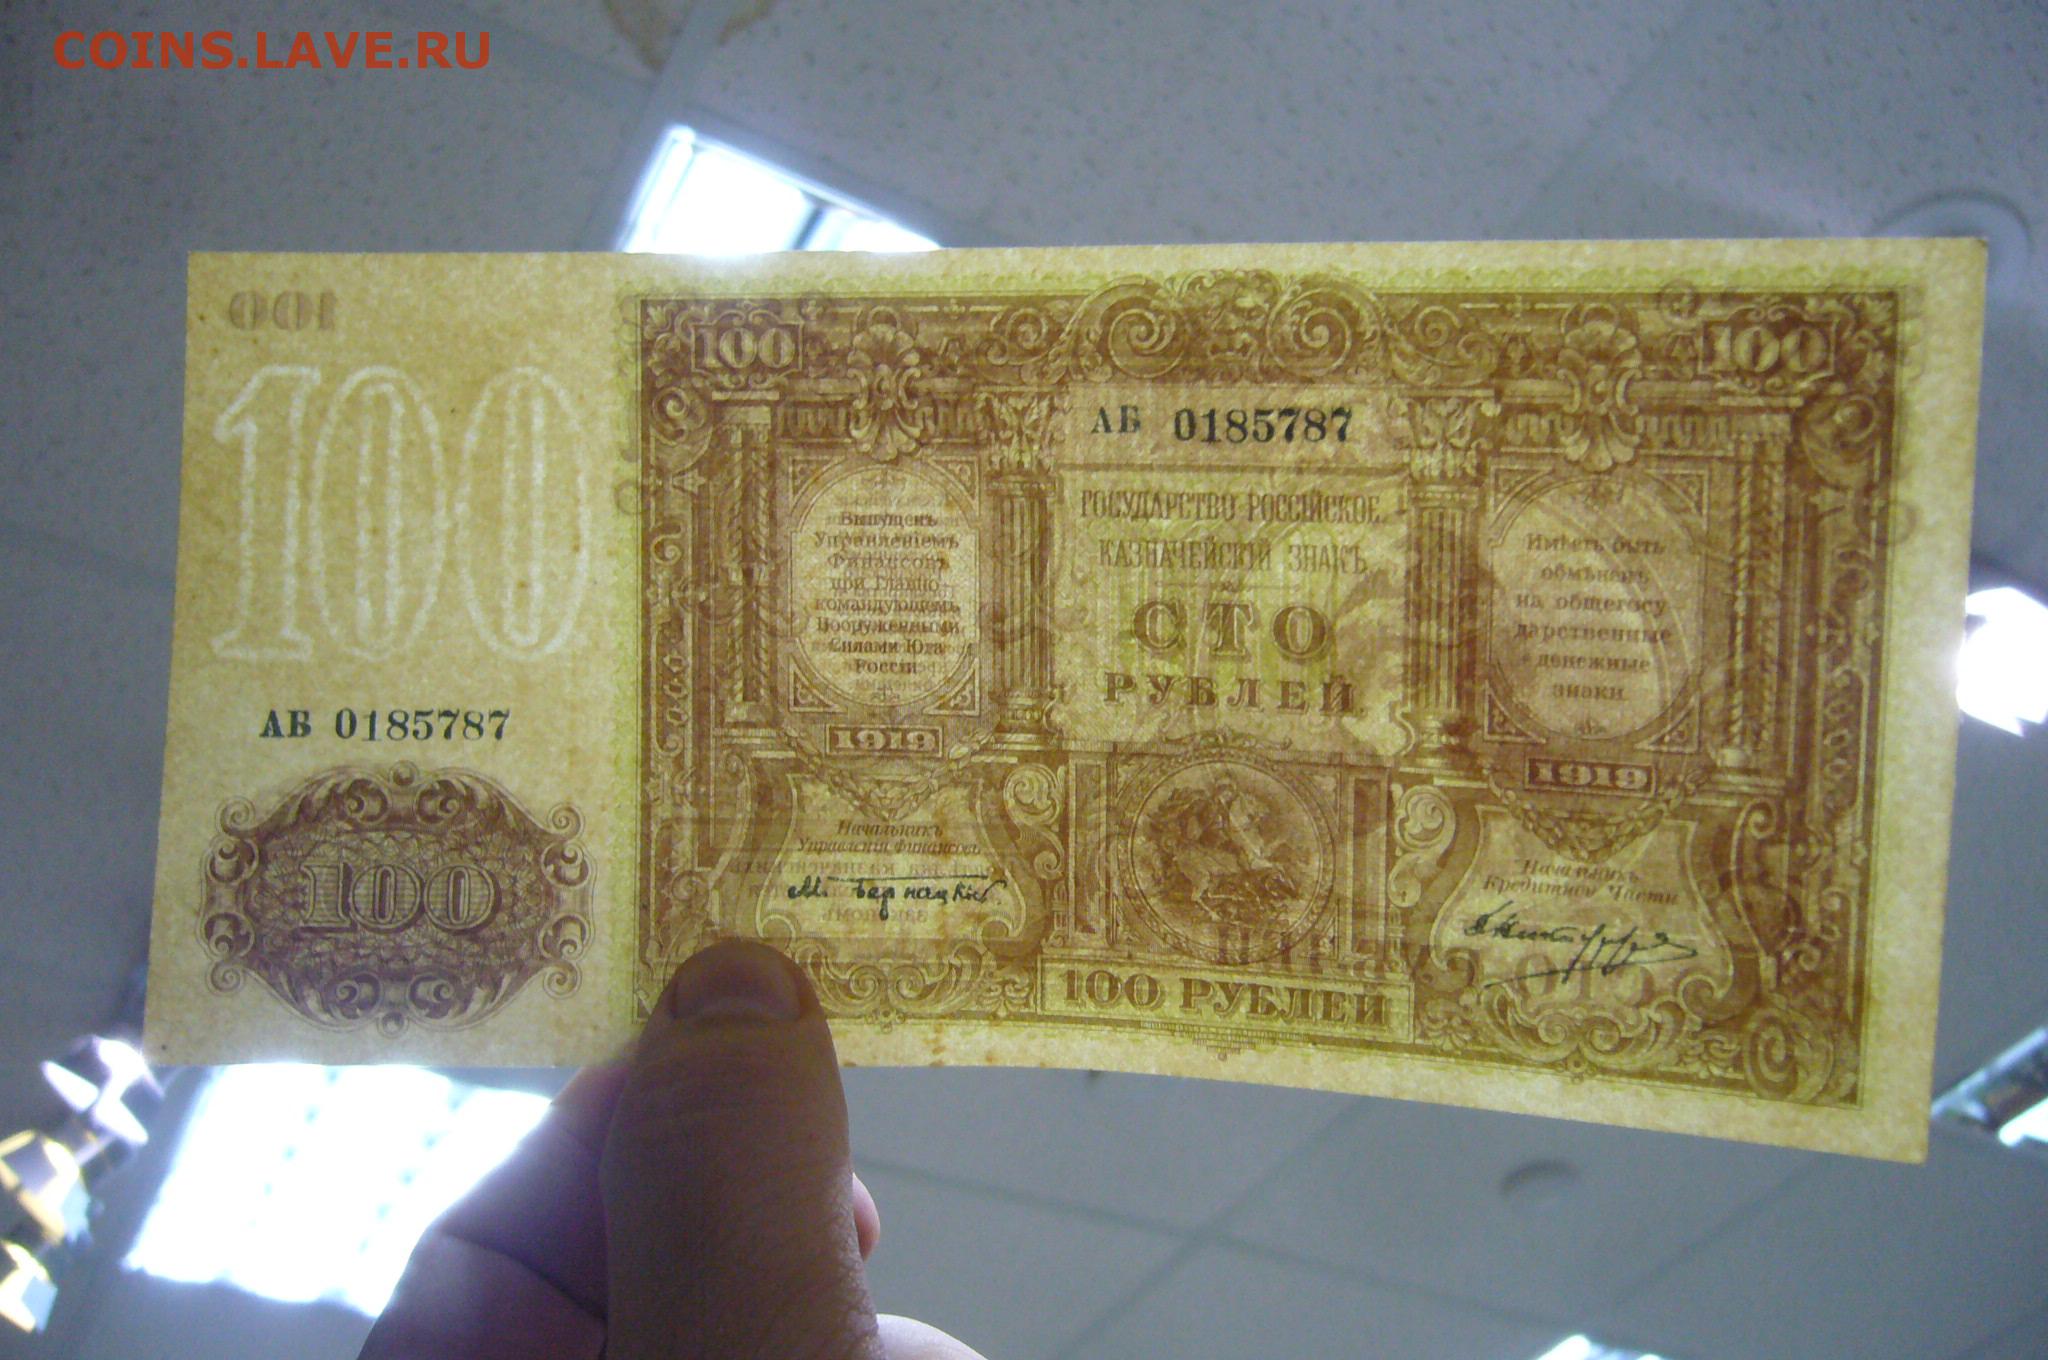 COINS.LAVE.RU
100
100
АБ 0185787
100
100
100
АБ 0185787
ГОСУДАРСТВО РОССІЙСКОЕ.
КАЗНАЧЕЙСКІЙ ЗНАКЪ
СТО
РУБЛЕЙ.
Выпущенъ
Управленіемъ
Финансовъ
при Главно-
командующемъ
Вооруженными
Силами Юга
Россіи
1919
Имѣетъ быть
обмѣненъ
на общегосу-
дарственные
денежные
знаки.
1919
Начальникъ
Управленія Финансовъ
М. Бернацкій
Начальникъ
Кредитной Части
100 РУБЛЕЙ